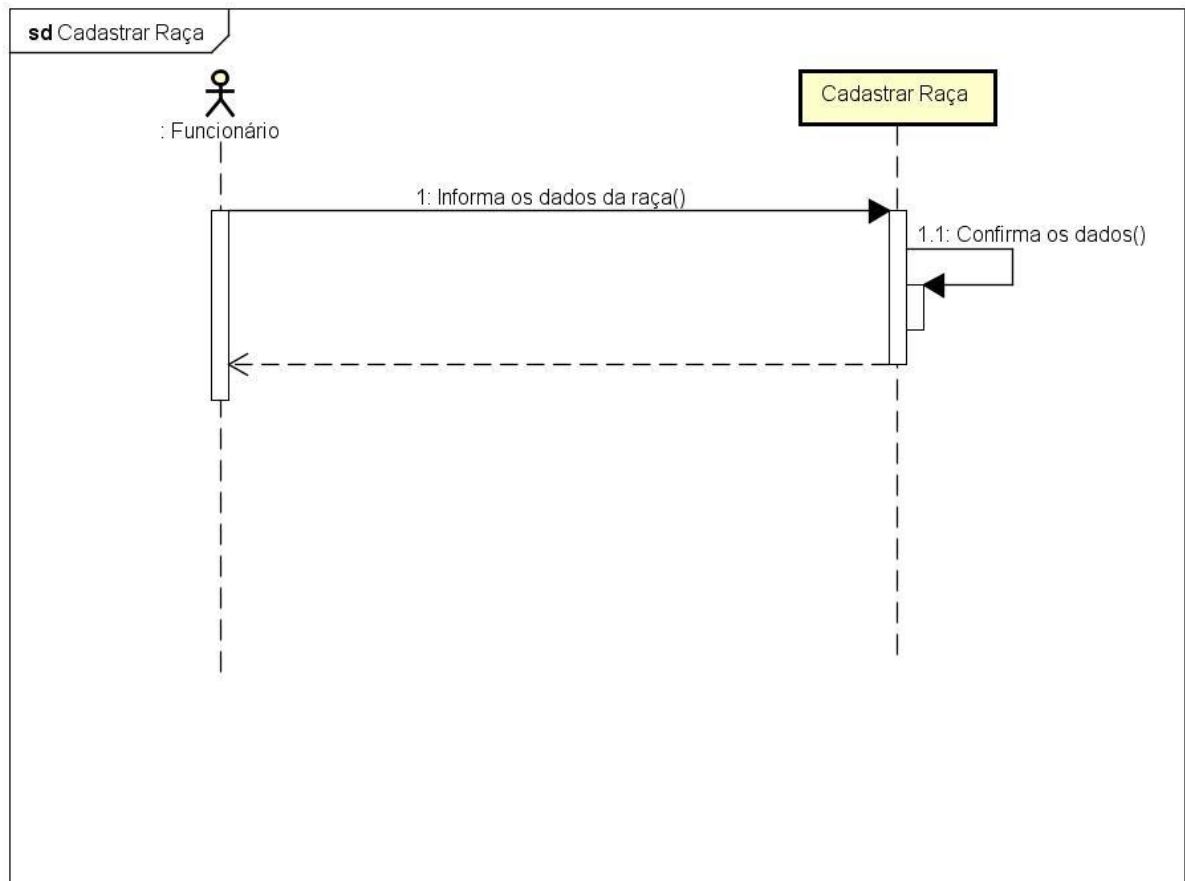 sd Cadastrar Raça
: Funcionário
Cadastrar Raça
1: Informa os dados da raça()
1.1: Confirma os dados()